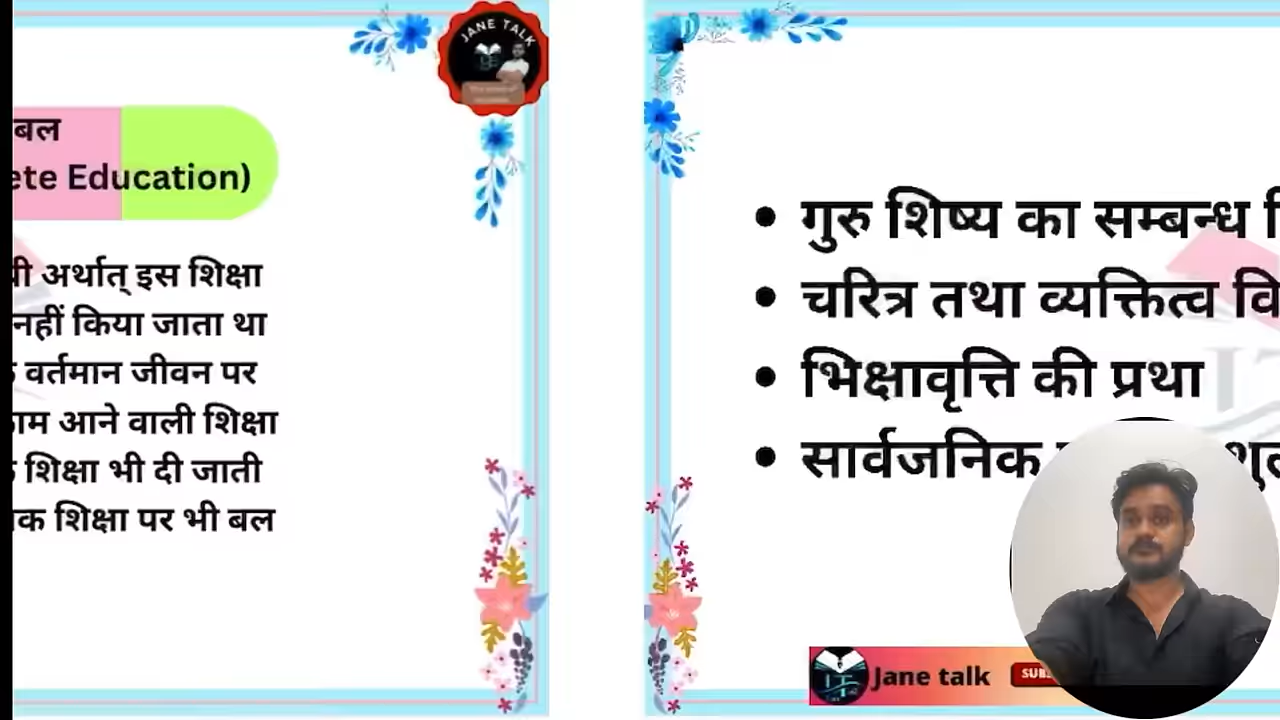 JANE TALK
बल
ete Education)
अर्थात् इस शिक्षा
नहीं किया जाता था
वर्तमान जीवन पर
आने वाली शिक्षा
शिक्षा भी दी जाती
शिक्षा पर भी बल
• गुरु शिष्य का सम्बन्ध
• चरित्र तथा व्यक्तित्व वि
• भिक्षावृत्ति की प्रथा
• सार्वजनिक
Jane talk
SUBS